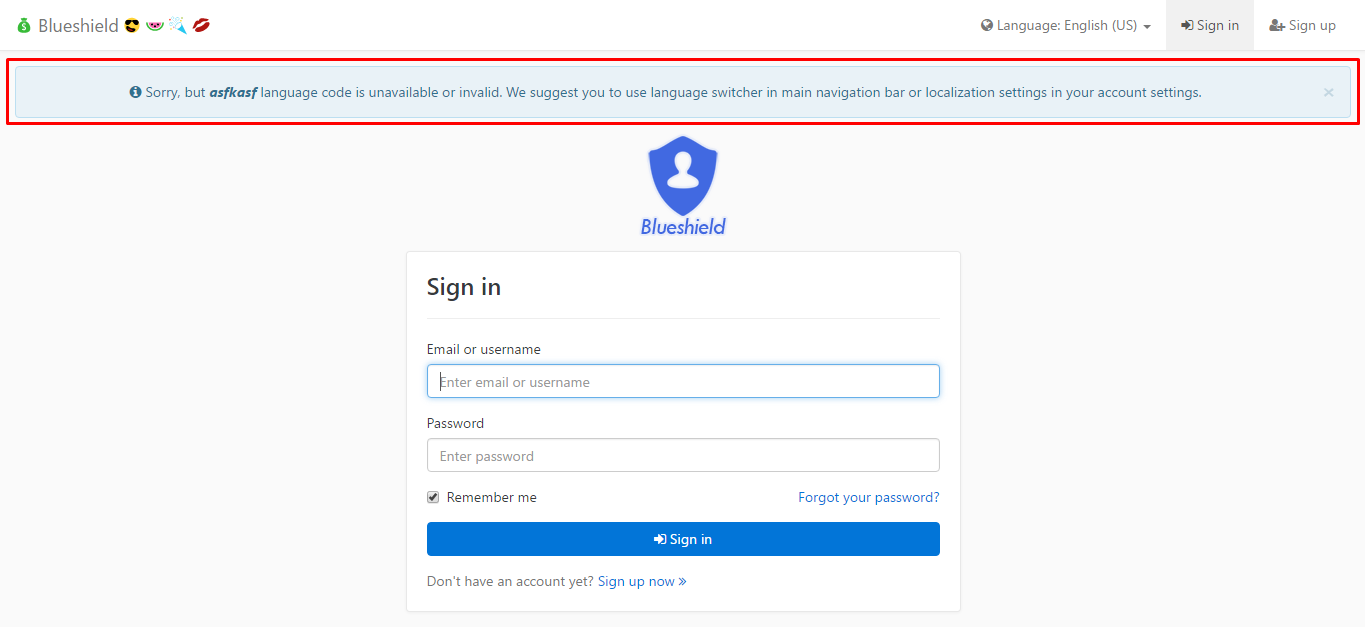 Blueshield
Language: English (US)
Sign in
Sign up
Sorry, but asfkasf language code is unavailable or invalid. We suggest you to use language switcher in main navigation bar or localization settings in your account settings.
×
Blueshield
Sign in
Email or username
Enter email or username
Password
Enter password
Remember me
Forgot your password?
Sign in
Don't have an account yet? Sign up now »